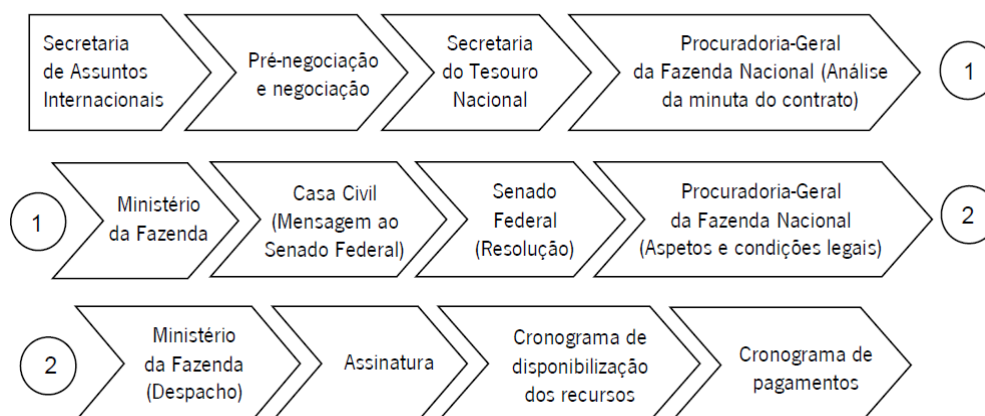 Secretaria
de Assuntos
Internacionais
Pré-negociação
e negociação
Secretaria
do Tesouro
Nacional
Procuradoria-Geral
da Fazenda Nacional (Análise
da minuta do contrato)
1
1
Ministério
da Fazenda
Casa Civil
(Mensagem ao
Senado Federal)
Senado
Federal
(Resolução)
Procuradoria-Geral
da Fazenda Nacional
(Aspetos e condições legais)
2
2
Ministério
da Fazenda
(Despacho)
Assinatura
Cronograma de
disponibilização
dos recursos
Cronograma de
pagamentos